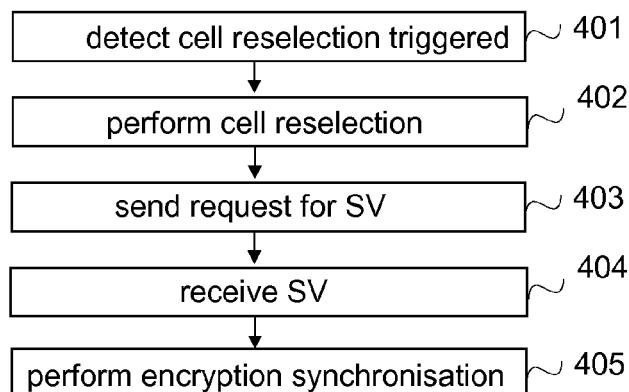 detect cell reselection triggered 401
perform cell reselection 402
send request for SV 403
receive SV 404
perform encryption synchronisation 405